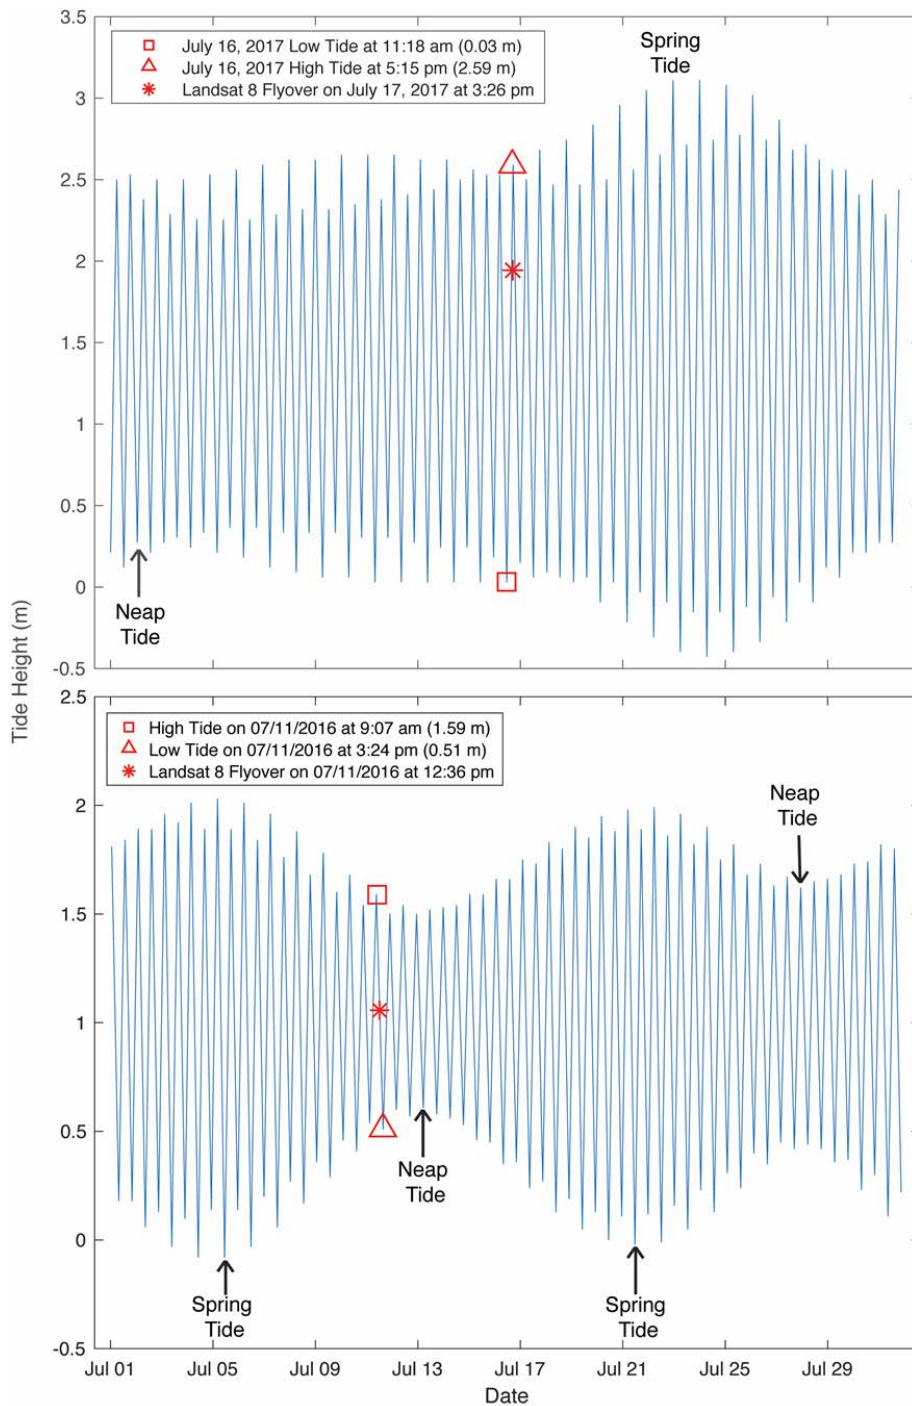 3.5
July 16, 2017 Low Tide at 11:18 am (0.03 m)
July 16, 2017 High Tide at 5:15 pm (2.59 m)
Landsat 8 Flyover on July 17, 2017 at 3:26 pm
Spring
Tide
3
2.5
2
1.5
1
0.5
0
-0.5
Neap
Tide
Tide Height (m)
2.5
High Tide on 07/11/2016 at 9:07 am (1.59 m)
Low Tide on 07/11/2016 at 3:24 pm (0.51 m)
Landsat 8 Flyover on 07/11/2016 at 12:36 pm
Neap
Tide
2
1.5
1
0.5
0
-0.5
Neap
Tide
Spring
Tide
Spring
Tide
Jul 01 Jul 05 Jul 09 Jul 13 Jul 17 Jul 21 Jul 25 Jul 29
Date